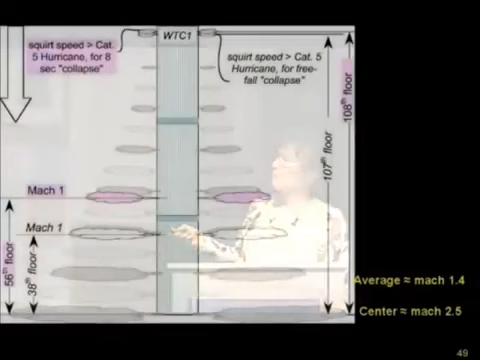 WTC1
squirt speed > Cat.
5 Hurricane, for 8
sec "collapse"
squirt speed > Cat. 5
Hurricane, for free-
fall "collapse"
108th floor
107th floor
Mach 1
Mach 1
56th floor
38th floor
Average ≈ mach 1.4
Center ≈ mach 2.5
49